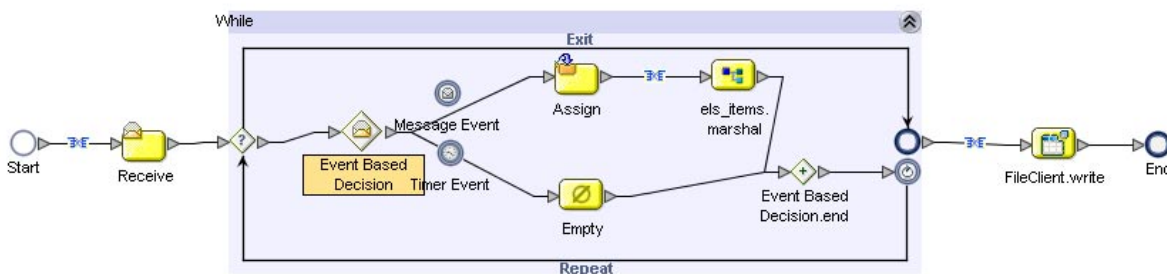 While
Exit
Message Event
Assign
els_items.
marshal
Start
Receive
Event Based
Decision
Timer Event
Empty
Event Based
Decision.end
FileClient.write
End
Repeat